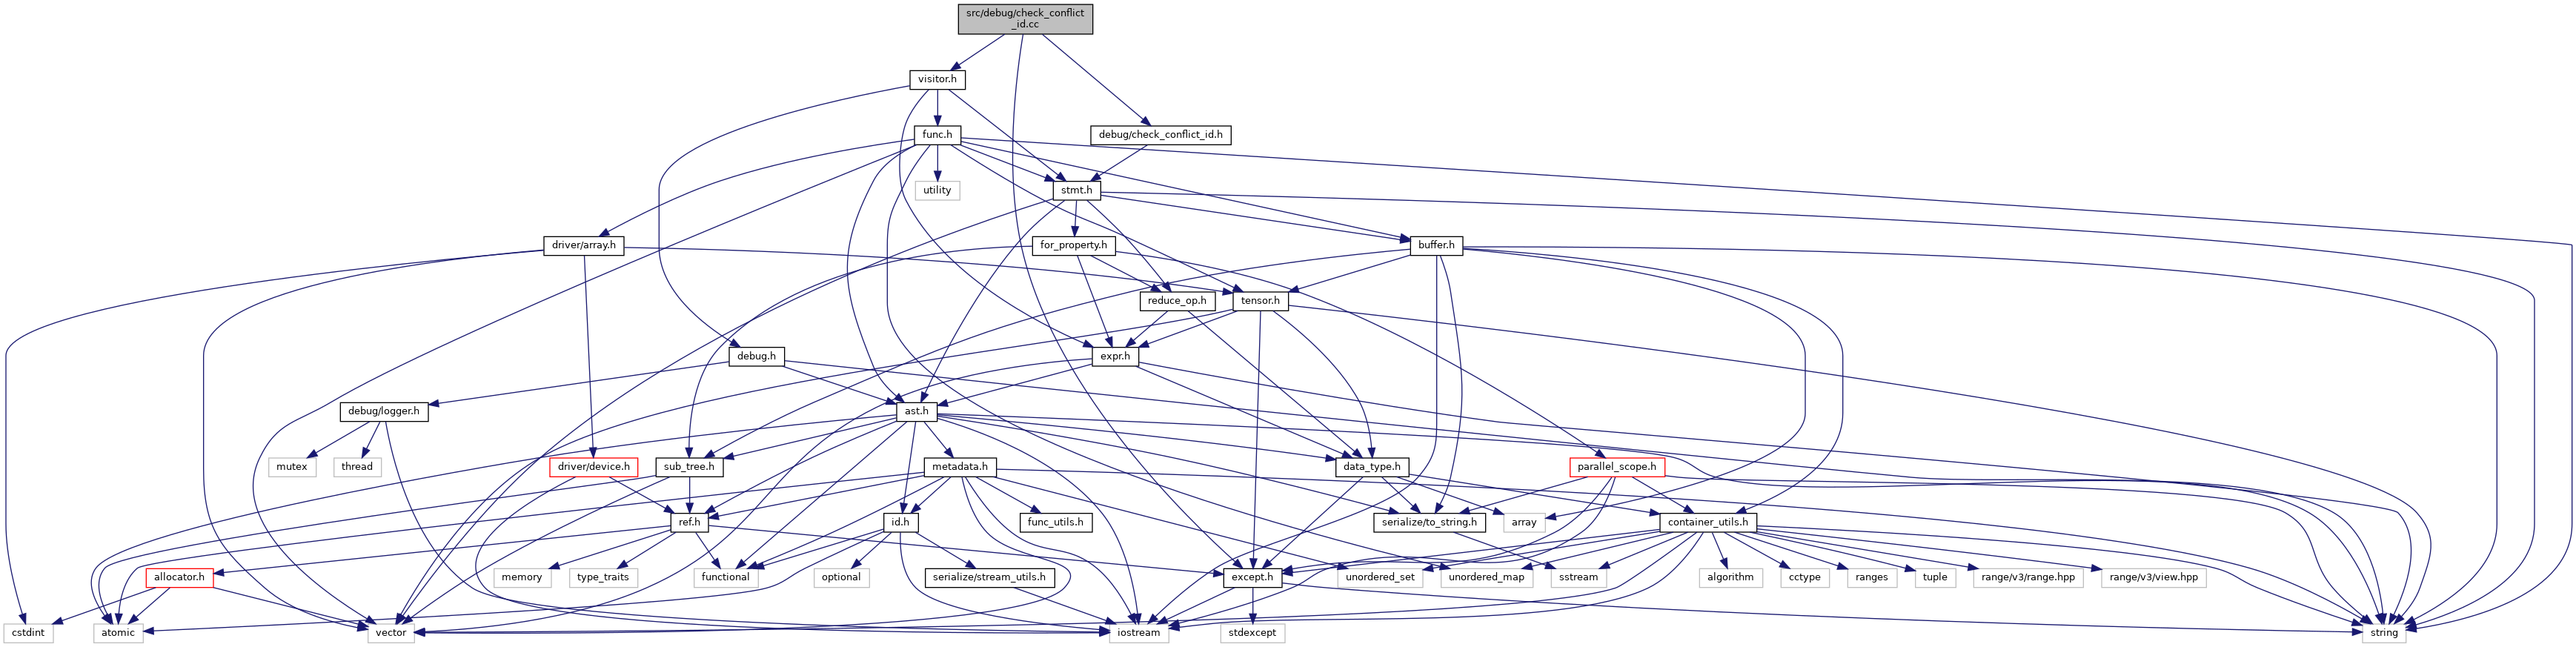 src/debug/check_conflict
_id.cc
visitor.h
func.h
debug/check_conflict_id.h
utility
stmt.h
driver/array.h
for_property.h
buffer.h
reduce_op.h
tensor.h
debug.h
expr.h
debug/logger.h
ast.h
mutex
thread
driver/device.h
sub_tree.h
metadata.h
data_type.h
parallel_scope.h
ref.h
id.h
func_utils.h
serialize/to_string.h
array
container_utils.h
allocator.h
memory
type_traits
functional
optional
serialize/stream_utils.h
except.h
unordered_set
unordered_map
sstream
algorithm
cctype
ranges
tuple
range/v3/range.hpp
range/v3/view.hpp
cstdint
atomic
vector
iostream
stdexcept
string